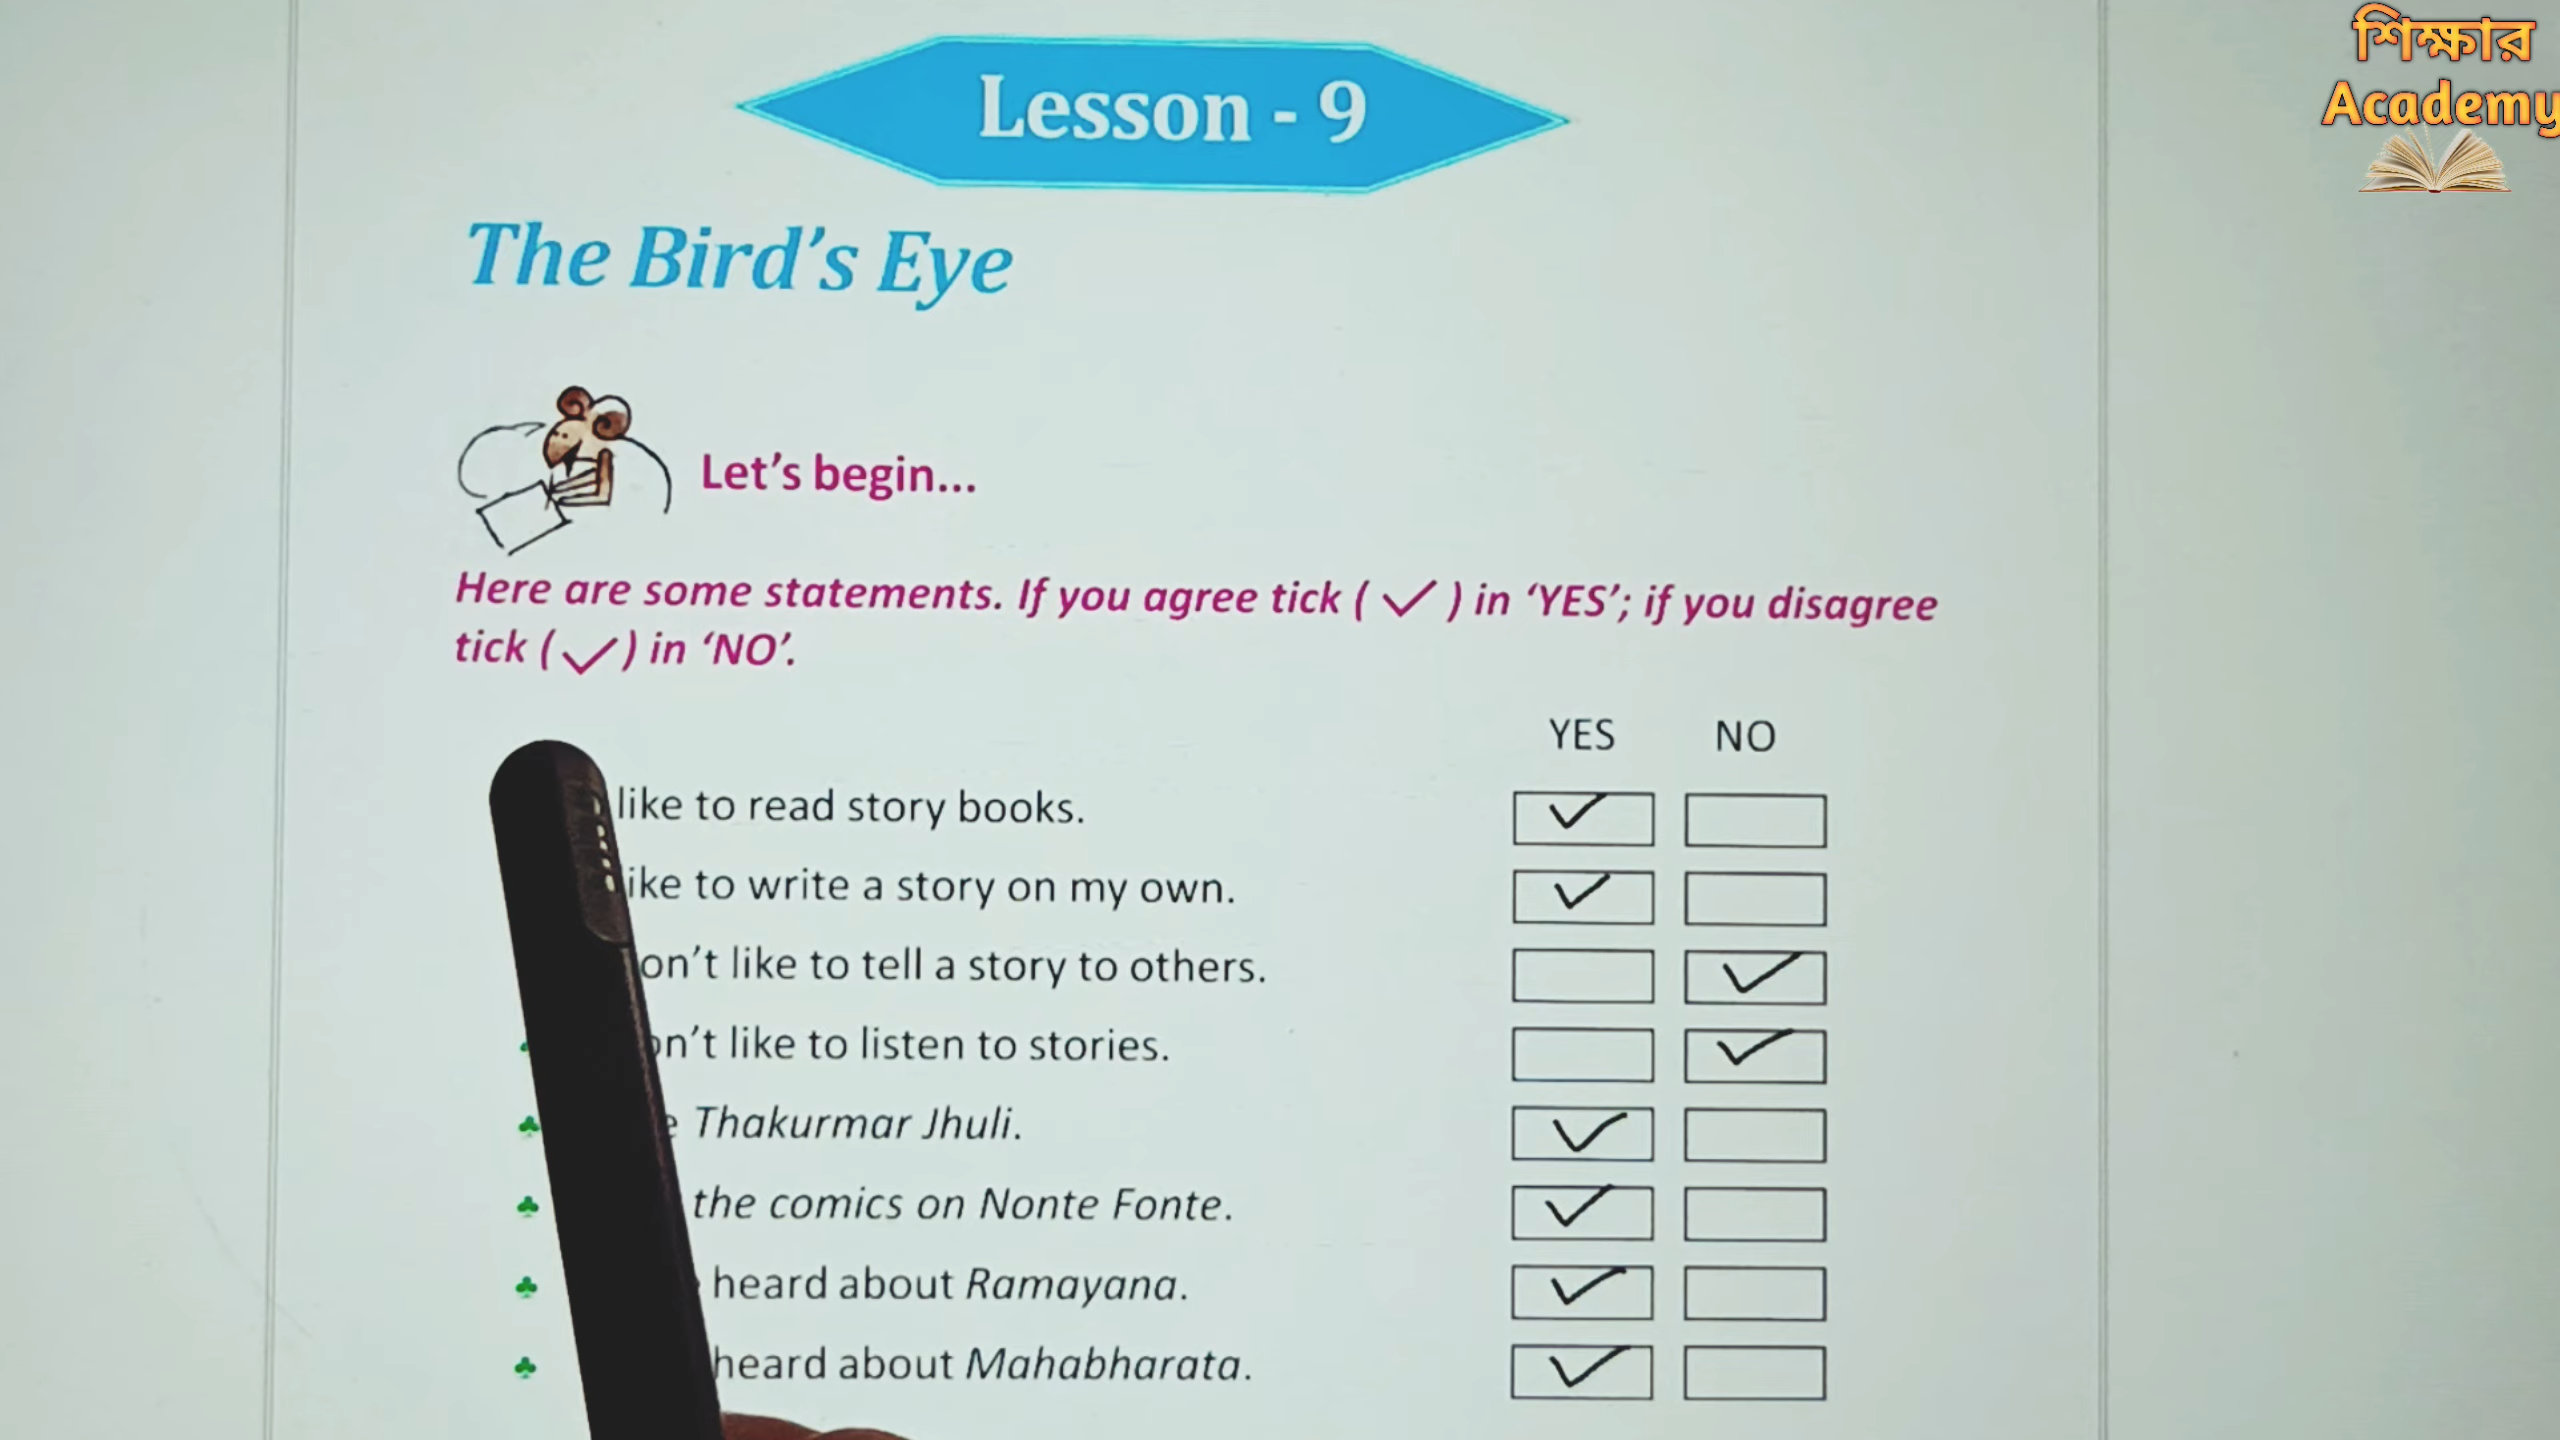 শিক্ষার
Academy
Lesson - 9
The Bird's Eye
Let's begin...
Here are some statements. If you agree tick ( ✓ ) in 'YES'; if you disagree
tick ( ✓ ) in 'NO'.
YES NO
like to read story books. ✓
like to write a story on my own. ✓
on't like to tell a story to others. ✓
on't like to listen to stories. ✓
Thakurmar Jhuli. ✓
the comics on Nonte Fonte. ✓
heard about Ramayana. ✓
heard about Mahabharata. ✓